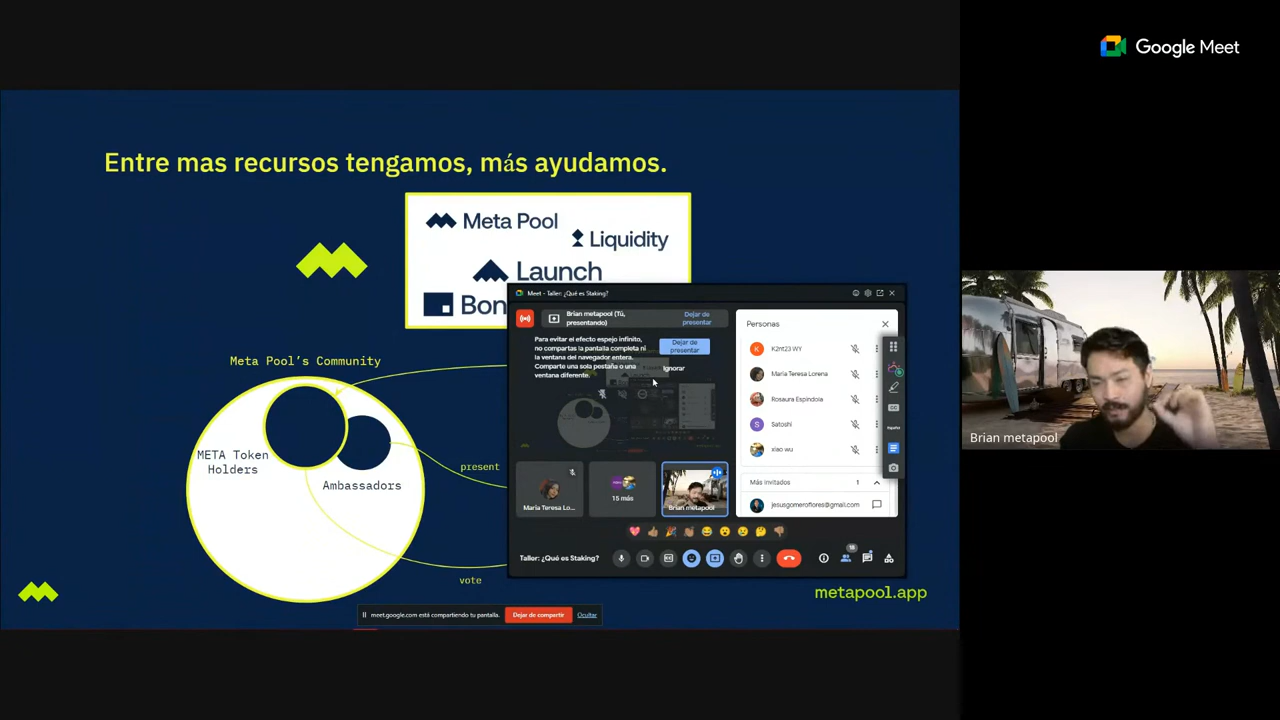 Google Meet
Entre mas recursos tengamos, más ayudamos.
Meta Pool
Liquidity
Launch
Bon
Meta Pool's Community
META Token
Holders
Ambassadors
present
vote
metapool.app
Meet - Taller: ¿Qué es Staking?
Brian metapool (Tú,
presentando)
Dejar de
presentar
Para evitar el efecto espejo infinito,
no compartas la pantalla completa ni
la ventana del navegador entera.
Comparte una sola pestaña o una
ventana diferente.
Dejar de
presentar
Ignorar
Personas
K2nt23 WY
Maria Teresa Lorena
Rosaura Espindola
Satoshi
xiao wu
Más invitados
1
jesusgomeroflores@gmail.com
Maria Teresa Lo...
15 más
Brian metapool
Taller: ¿Qué es Staking?
meet.google.com está compartiendo tu pantalla.
Dejar de compartir
Ocultar
Brian metapool